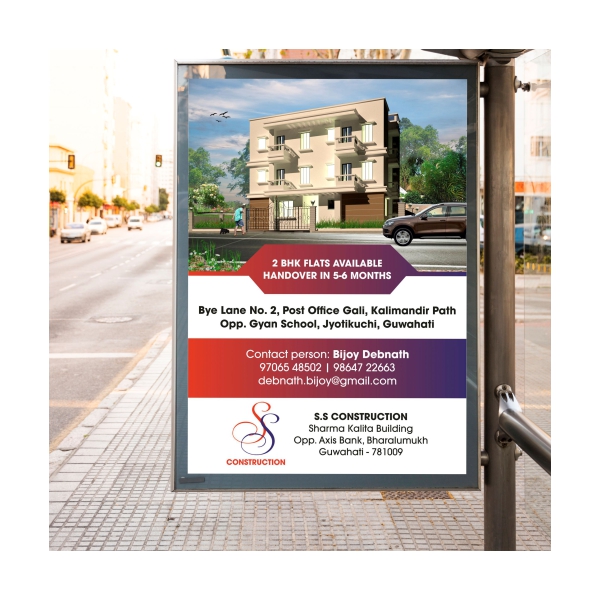 2 BHK FLATS AVAILABLE
HANDOVER IN 5-6 MONTHS
Bye Lane No. 2, Post Office Gali, Kalimandir Path
Opp. Gyan School, Jyotikuchi, Guwahati
Contact person: Bijoy Debnath
97065 48502 | 98647 22663
debnath.bijoy@gmail.com
SS
CONSTRUCTION
S.S CONSTRUCTION
Sharma Kalita Building
Opp. Axis Bank, Bharalumukh
Guwahati - 781009